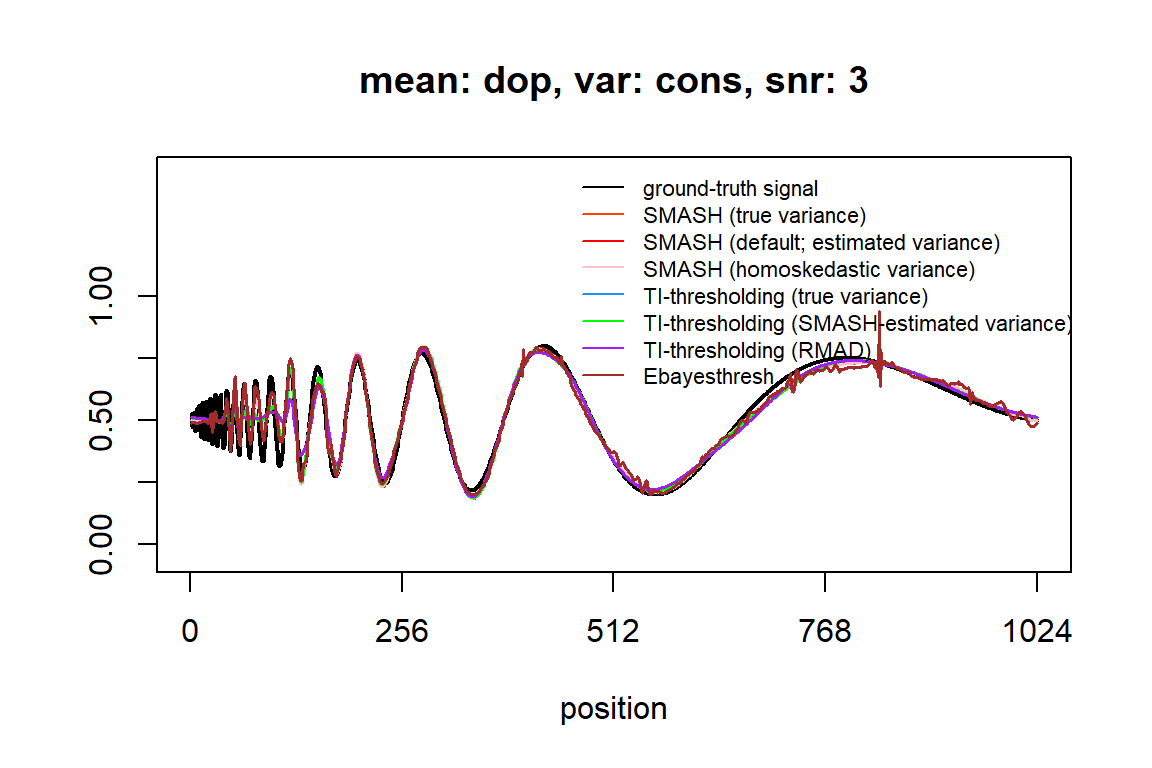 mean: dop, var: cons, snr: 3
ground-truth signal
SMASH (true variance)
SMASH (default; estimated variance)
SMASH (homoskedastic variance)
TI-thresholding (true variance)
TI-thresholding (SMASH-estimated variance)
TI-thresholding (RMAD)
Ebayesthresh
1.00
0.50
0.00
0 256 512 768 1024
position